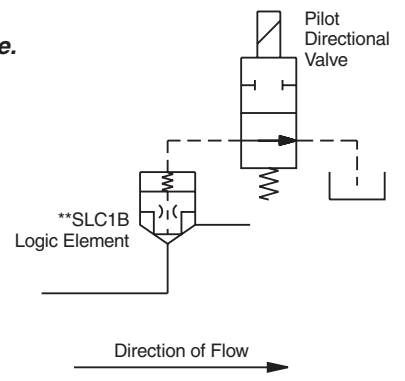 e.
Pilot
Directional
Valve
**SLC1B
Logic Element
Direction of Flow